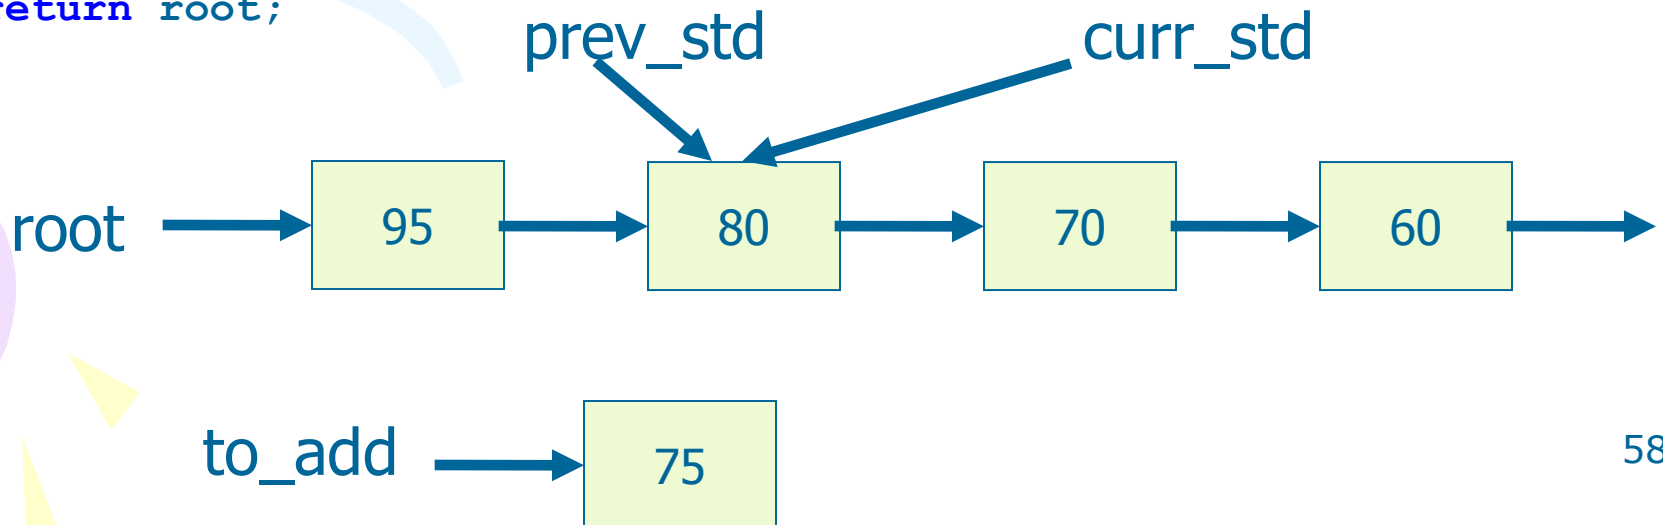 return root;
prev_std curr_std
root 95 80 70 60
to_add 75
58